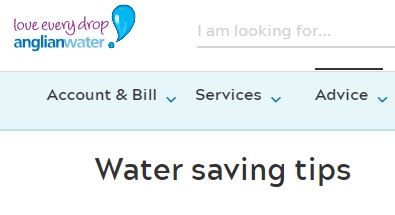 love every drop
anglianwater
I am looking for...
Account & Bill
Services
Advice
Water saving tips